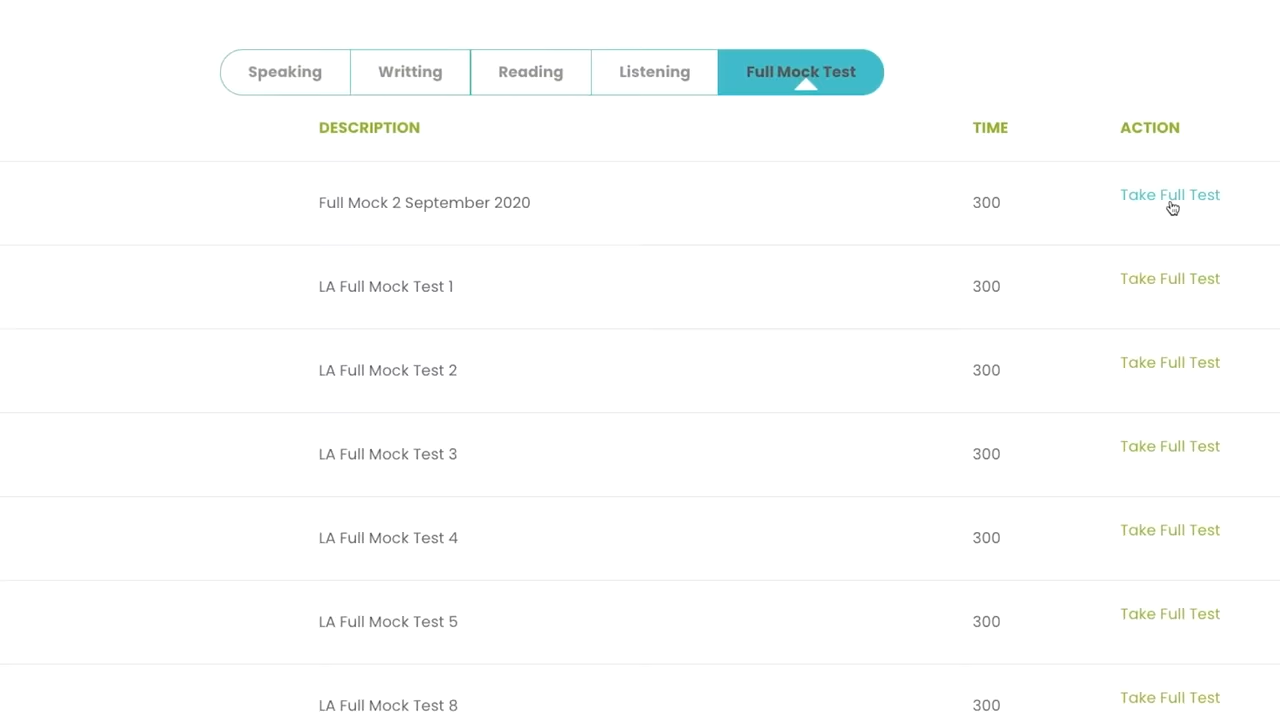 Speaking Writting Reading Listening Full Mock Test
DESCRIPTION TIME ACTION
Full Mock 2 September 2020 300 Take Full Test
LA Full Mock Test 1 300 Take Full Test
LA Full Mock Test 2 300 Take Full Test
LA Full Mock Test 3 300 Take Full Test
LA Full Mock Test 4 300 Take Full Test
LA Full Mock Test 5 300 Take Full Test
LA Full Mock Test 8 300 Take Full Test